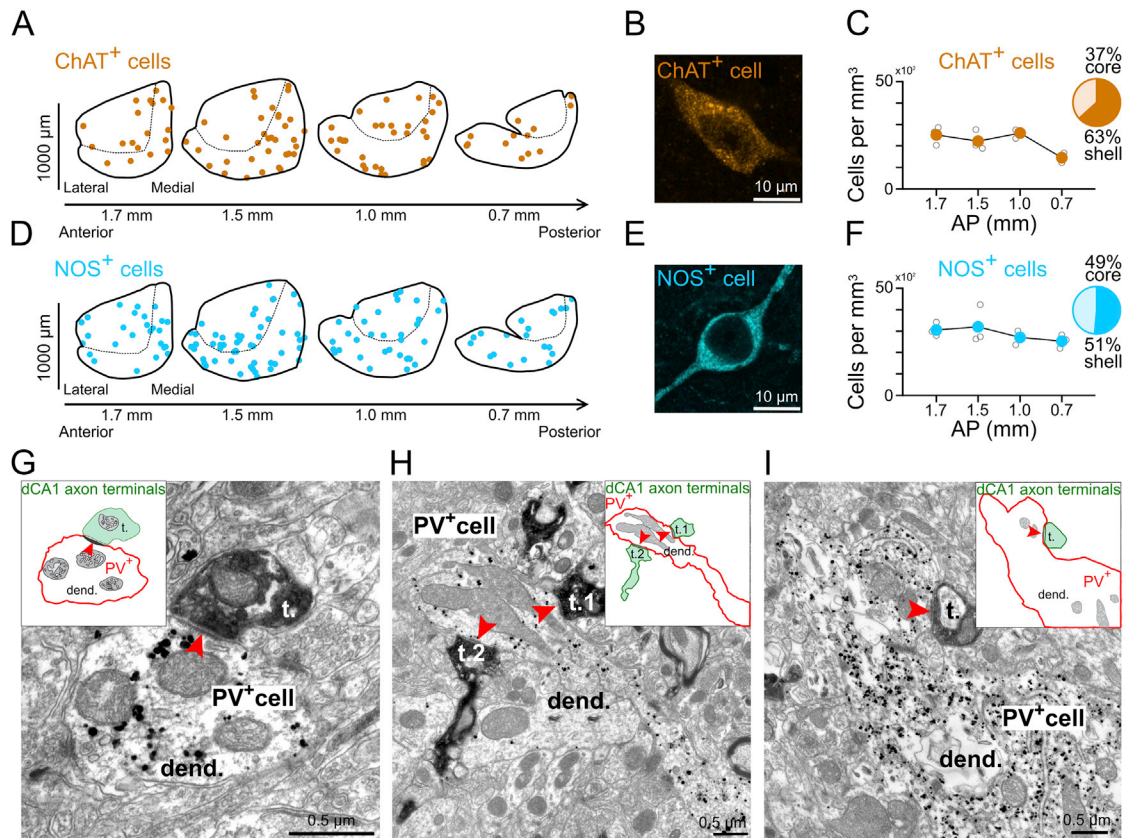 A
ChAT+ cells
1000 µm
Lateral Medial
1.7 mm 1.5 mm 1.0 mm 0.7 mm
Anterior Posterior
B
ChAT+ cell
10 µm
C
ChAT+ cells
x10²
Cells per mm³
50
0
1.7 1.5 1.0 0.7
AP (mm)
37%
core
63%
shell
D
NOS+ cells
1000 µm
Lateral Medial
1.7 mm 1.5 mm 1.0 mm 0.7 mm
Anterior Posterior
E
NOS+ cell
10 µm
F
NOS+ cells
x10²
Cells per mm³
50
0
1.7 1.5 1.0 0.7
AP (mm)
49%
core
51%
shell
G
dCA1 axon terminals
t.
PV+
dend.
t.
PV+cell
dend.
0.5 µm
H
PV+cell
dCA1 axon terminals
PV+
t.1
t.2
dend.
t.1
t.2
dend.
0.5 µm
I
dCA1 axon terminals
t.
PV+
dend.
t.
PV+cell
dend.
0.5 µm